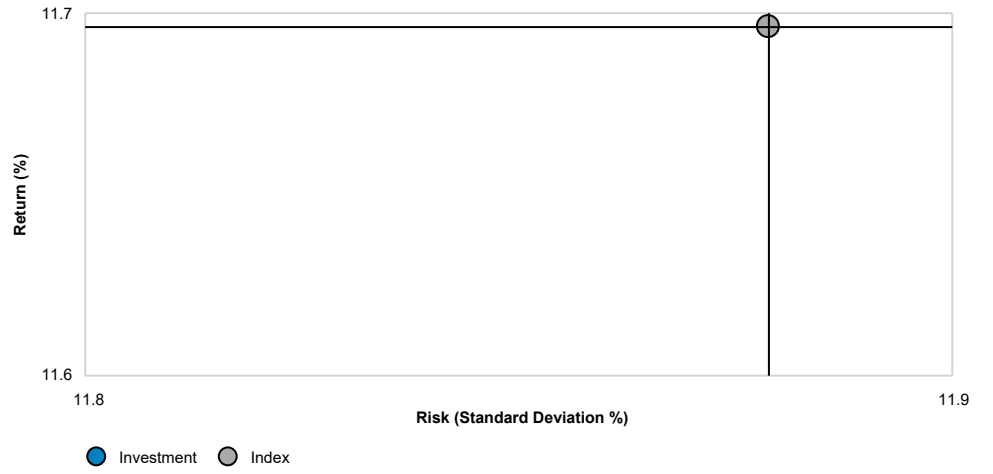 11.7
Return (%)
11.6
11.8
11.9
Risk (Standard Deviation %)
Investment
Index